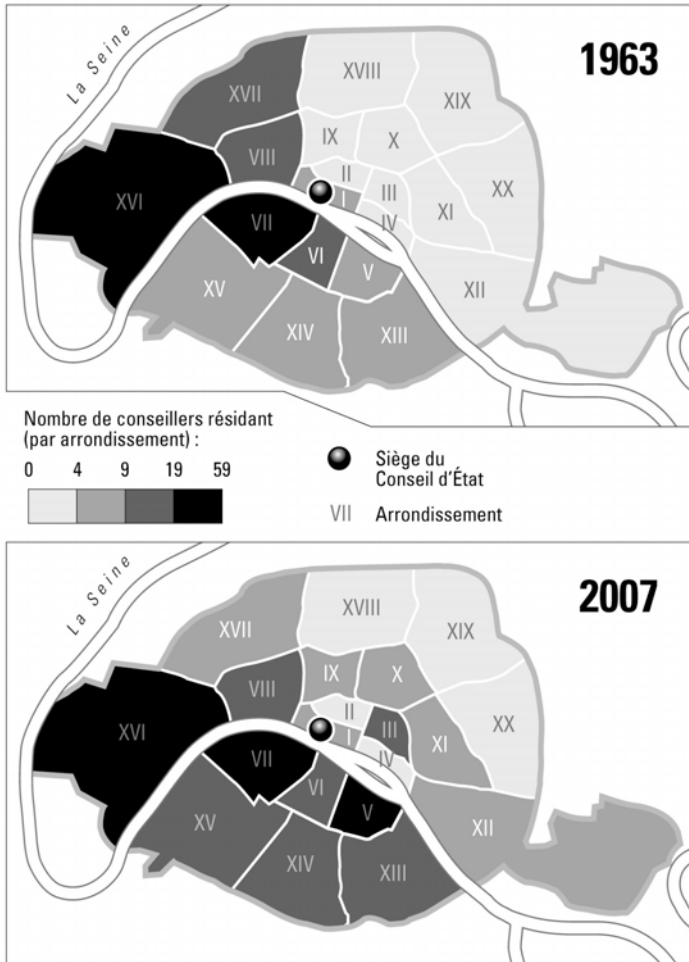 La Seine
1963
XVIII
XVII
XIX
IX
X
VIII
II
XVI
III
I
XX
VII
IV
XI
VI
V
XV
XII
XIV
XIII
Nombre de conseillers résidant
(par arrondissement) :
0 4 9 19 59
Siège du
Conseil d'État
VII Arrondissement
La Seine
2007
XVIII
XVII
XIX
IX
X
VIII
II
XX
XVI
III
I
XI
VII
IV
VI
V
XV
XII
XIV
XIII